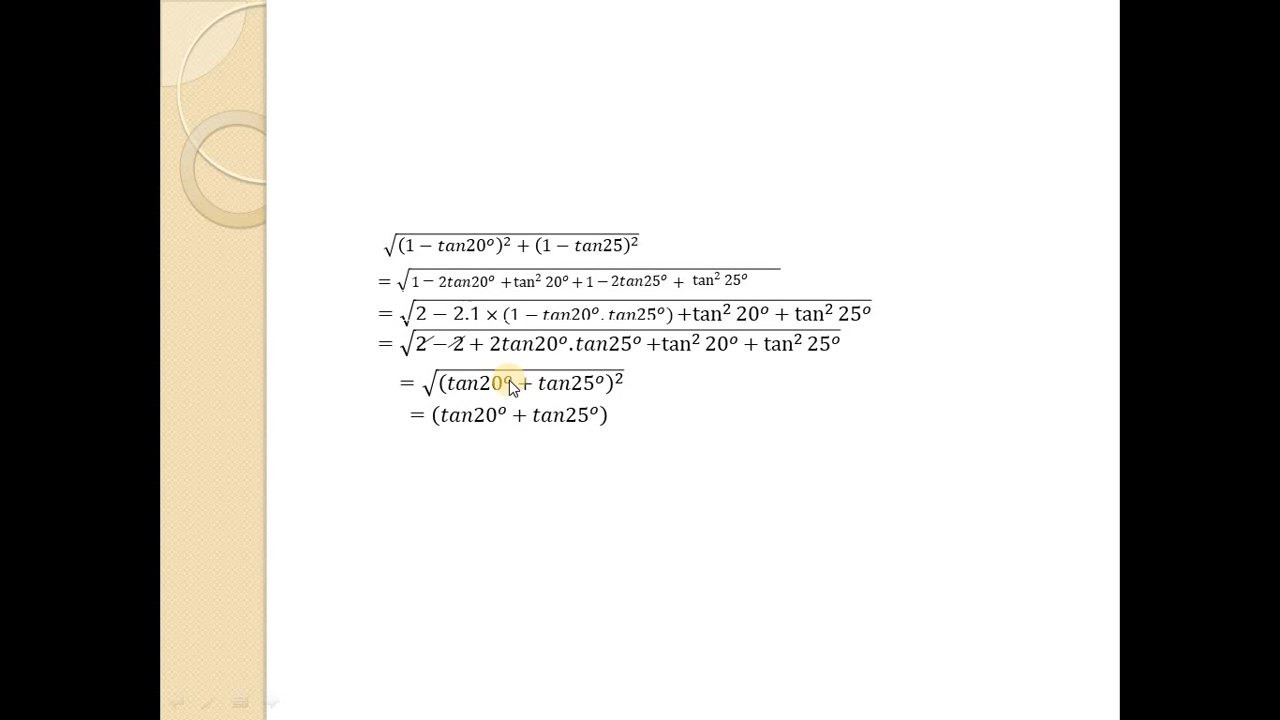 √(1 − tan20°)² + (1 − tan25)²
= √1 − 2tan20° + tan² 20° + 1 − 2tan25° + tan² 25°
= √2 − 2.1 × (1 − tan20°. tan25°) + tan² 20° + tan² 25°
= √2 − 2 + 2tan20°.tan25° + tan² 20° + tan² 25°
= √(tan20° + tan25°)²
= (tan20° + tan25°)